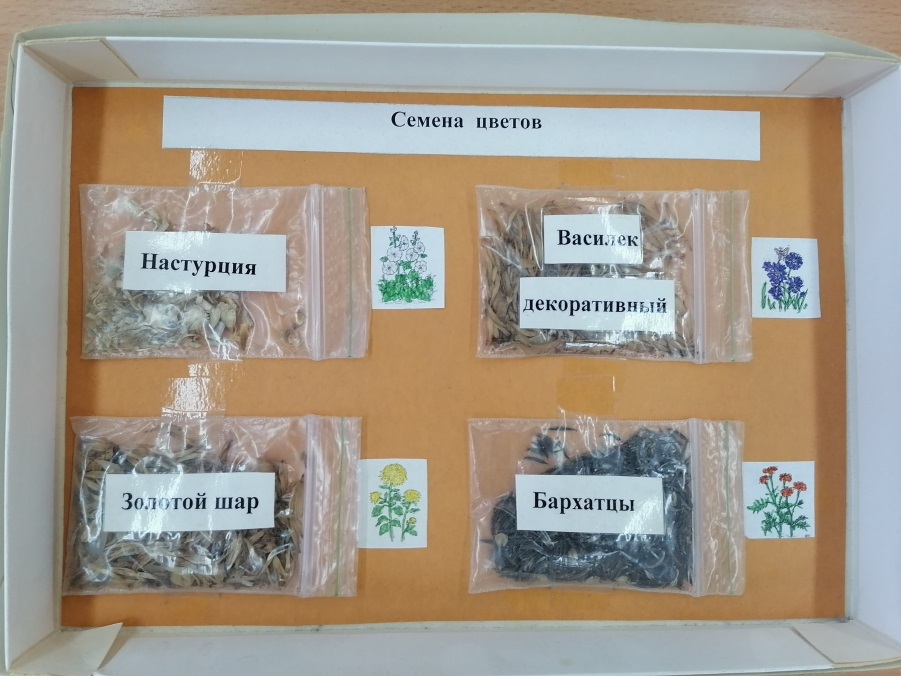 Семена цветов
Настурция
Василек
декоративный
Золотой шар
Бархатцы